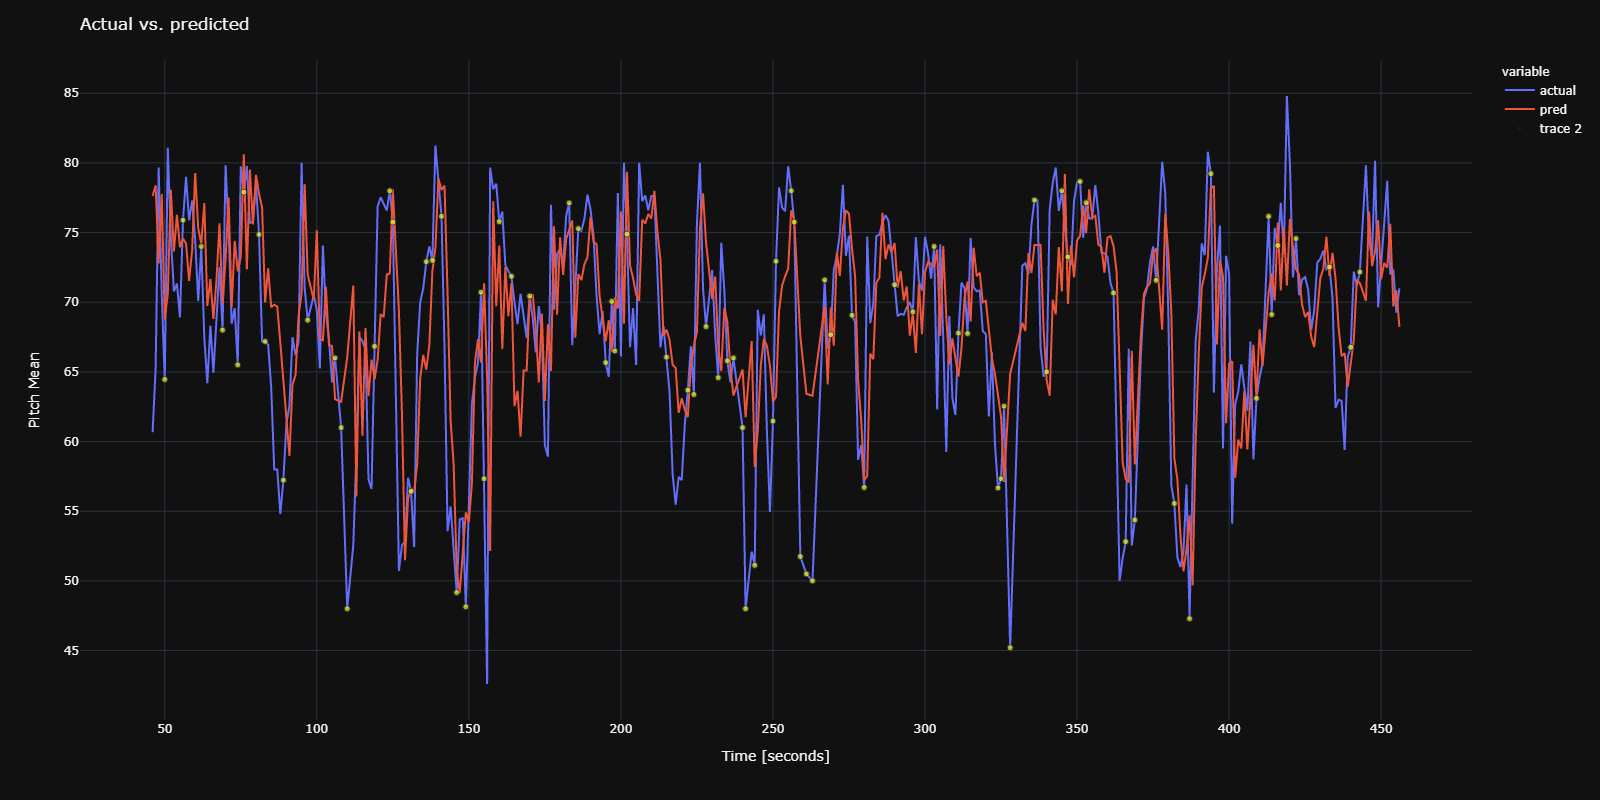 Actual vs. predicted
variable
actual
pred
trace 2
85
80
75
70
65
60
55
50
45
Pitch Mean
50 100 150 200 250 300 350 400 450
Time [seconds]